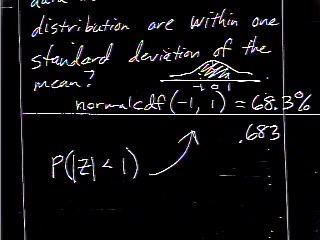 distribution are within one
standard deviation of the
mean?
-1 0 1
normalcdf(-1, 1) = 68.3%
.683
P(|Z| < 1)